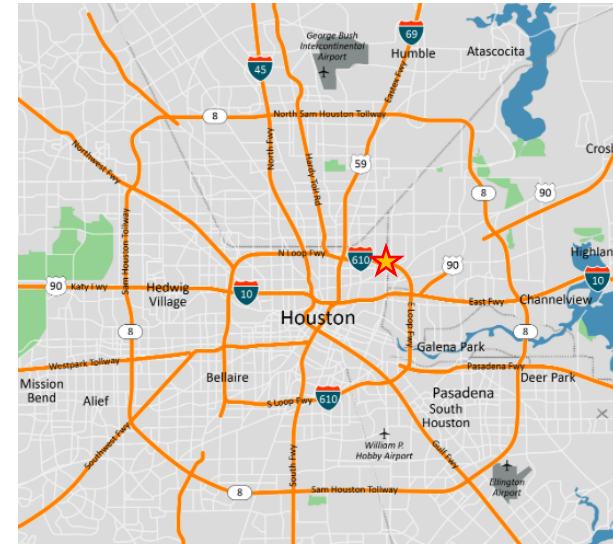 George Bush
Intercontinental
Airport
69
Humble
Atascocita
45
Eastex Fwy
8
North Sam Houston Tollway
Northwest Fwy
North Fwy
Hardy Toll Rd
59
Crosb
90
8
Sam Houston Tollway
N Loop Fwy
610
90
Highlan
90
Katy Fwy
Hedwig
Village
10
10
Houston
East Fwy
Channelview
E Loop Fwy
8
8
Galena Park
Westpark Tollway
Pasadena Fwy
Mission
Bend
Alief
Bellaire
Deer Park
Pasadena
610
S Loop Fwy
South
Houston
Southwest Fwy
South Fwy
William P.
Hobby Airport
Gulf Fwy
Ellington
Airport
8
Sam Houston Tollway